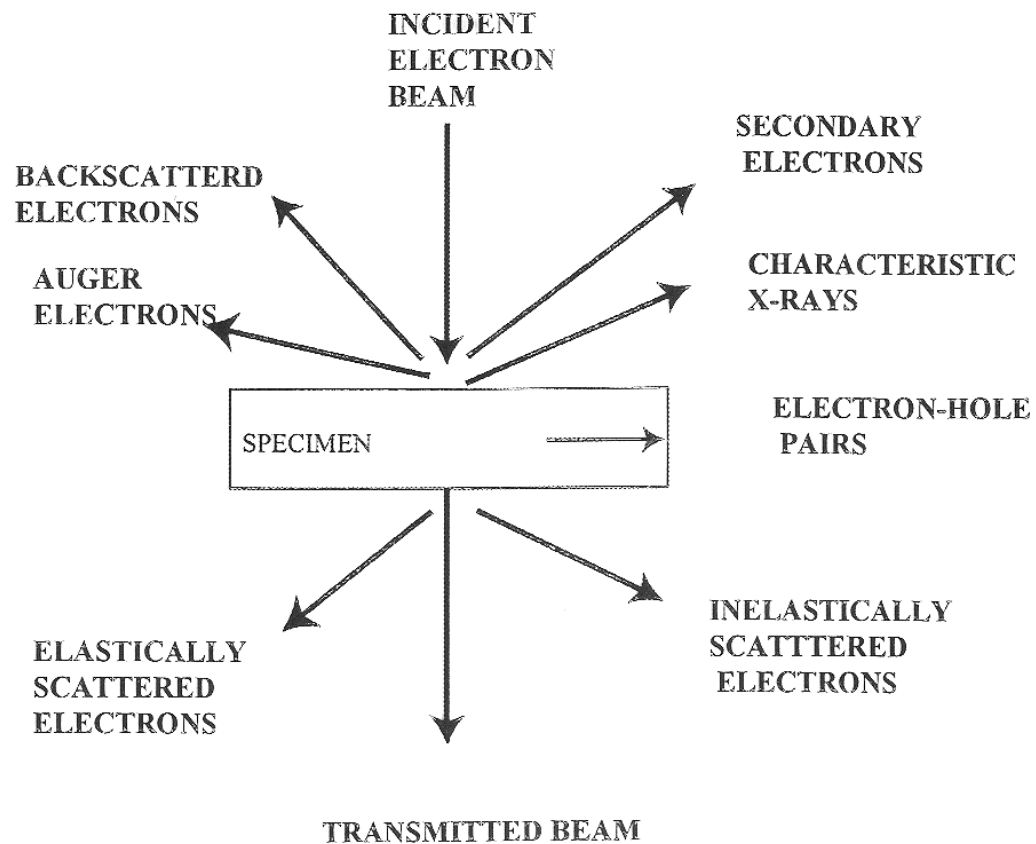 INCIDENT
ELECTRON
BEAM
SECONDARY
ELECTRONS
BACKSCATTERD
ELECTRONS
AUGER
ELECTRONS
CHARACTERISTIC
X-RAYS
SPECIMEN
ELECTRON-HOLE
PAIRS
ELASTICALLY
SCATTERED
ELECTRONS
INELASTICALLY
SCATTTERED
ELECTRONS
TRANSMITTED BEAM